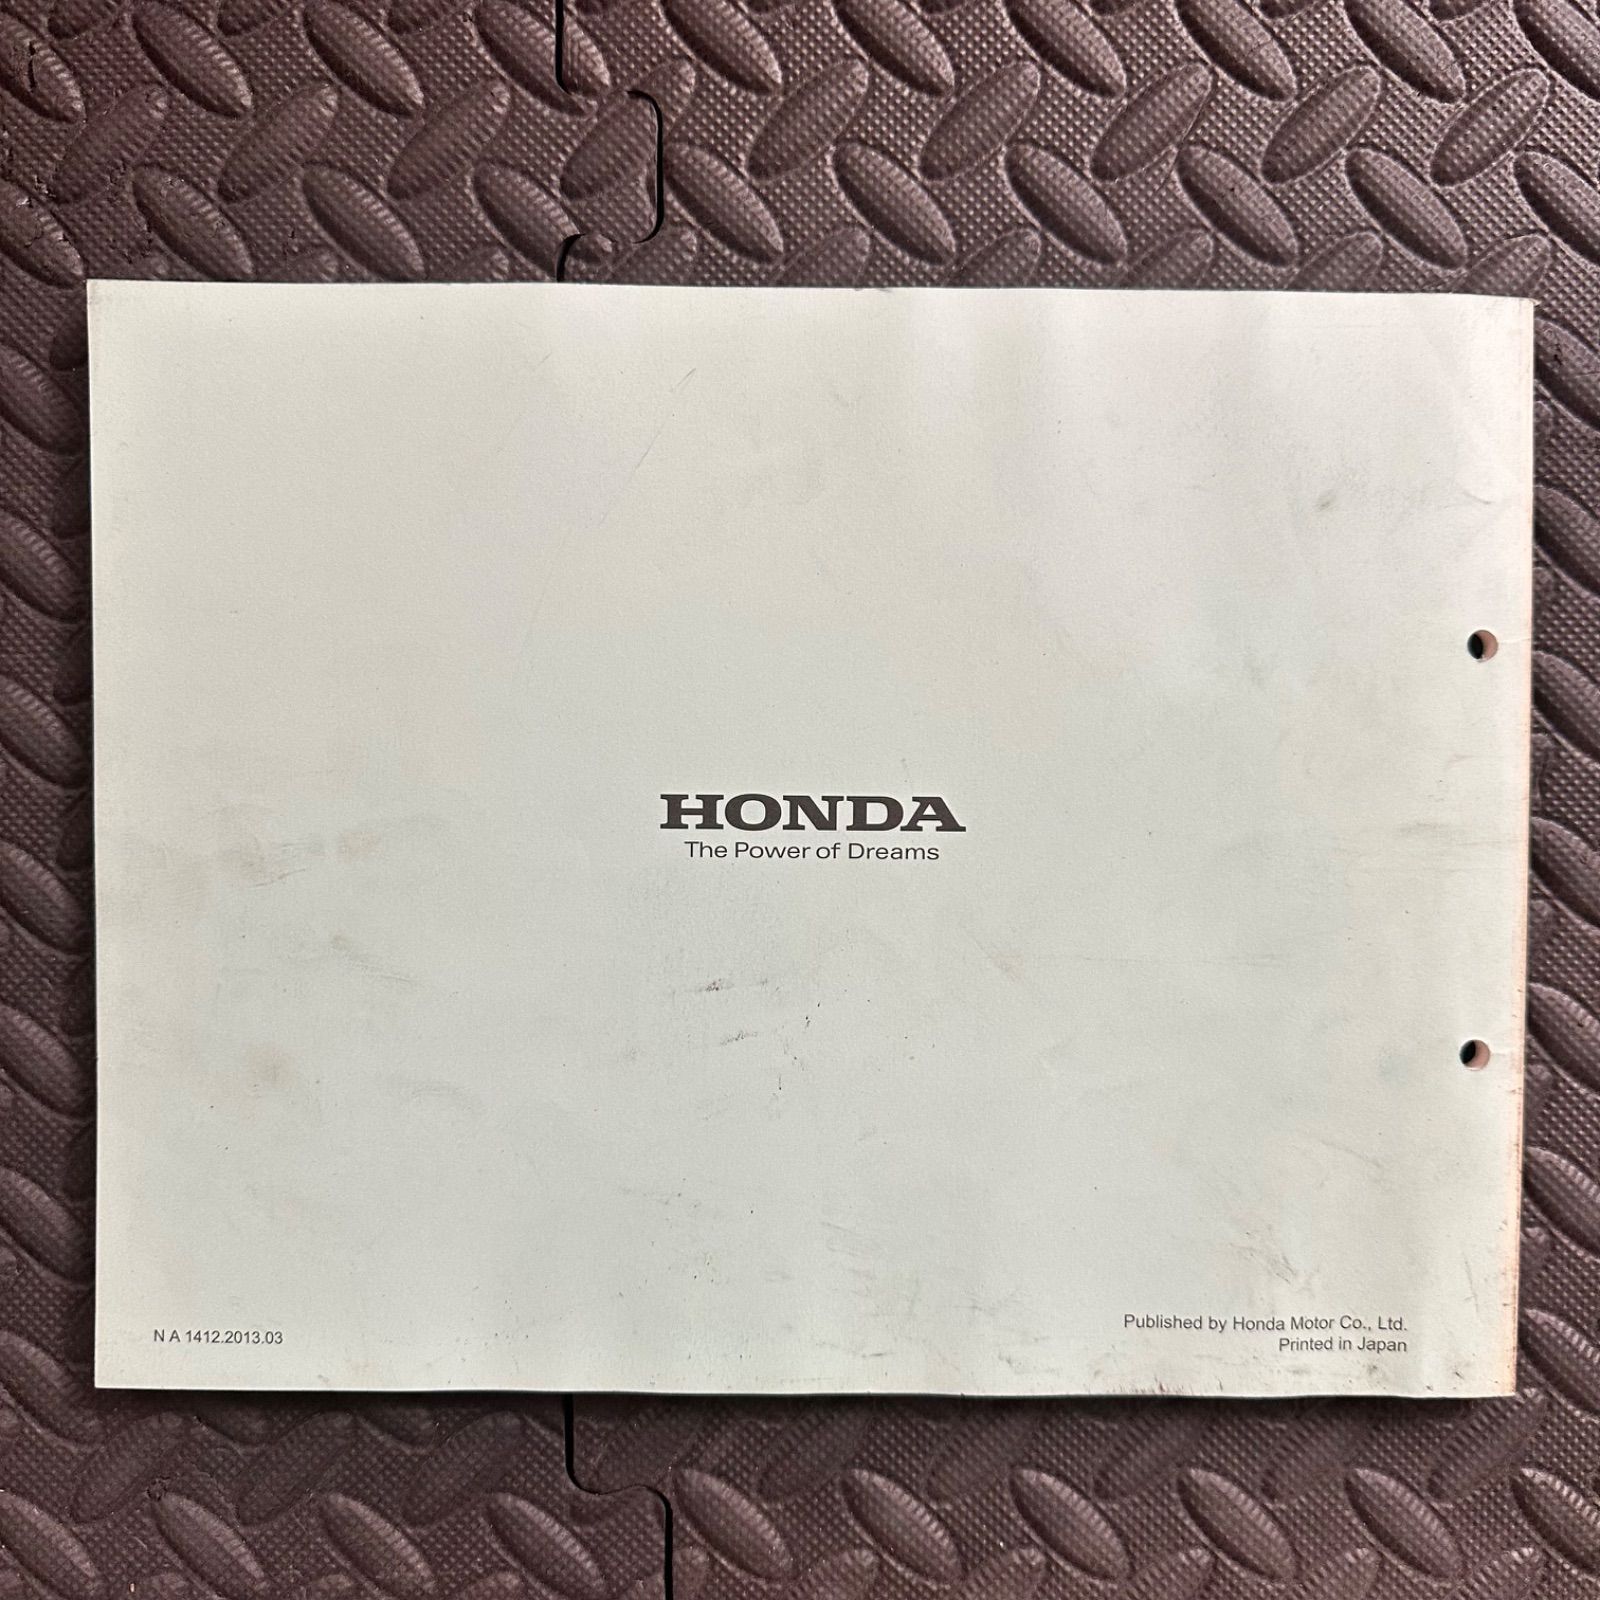 HONDA
The Power of Dreams
N A 1412.2013.03
Published by Honda Motor Co., Ltd.
Printed in Japan